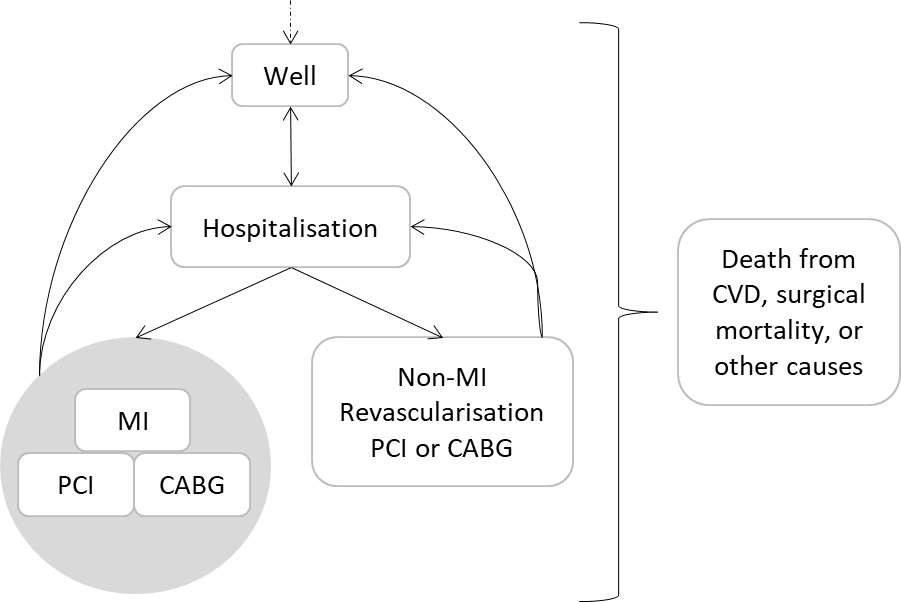 Well
Hospitalisation
Death from
CVD, surgical
mortality, or
other causes
Non-MI
Revascularisation
PCI or CABG
MI
PCI
CABG